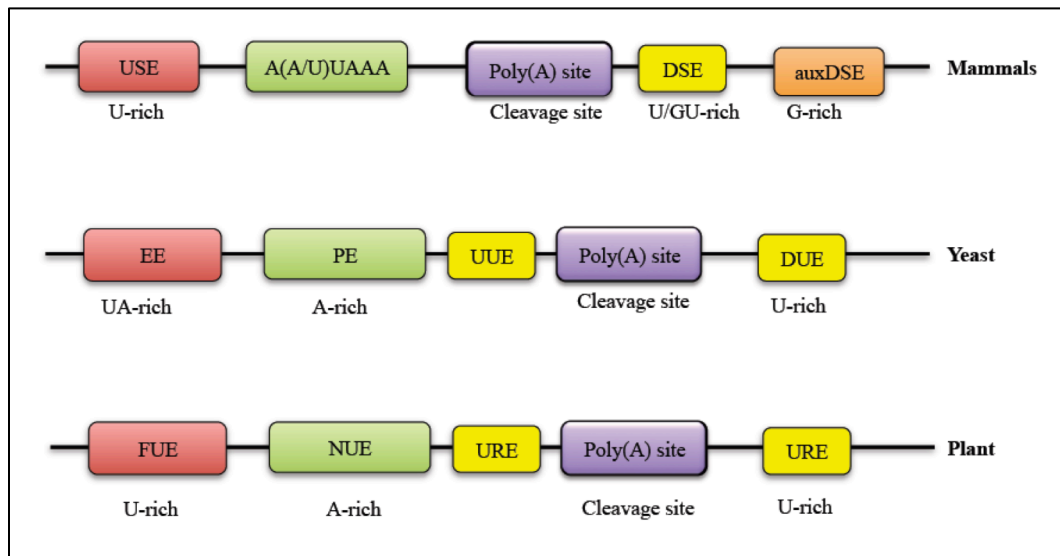 USE A(A/U)UAAA Poly(A) site DSE auxDSE Mammals
U-rich Cleavage site U/GU-rich G-rich
EE PE UUE Poly(A) site DUE Yeast
UA-rich A-rich Cleavage site U-rich
FUE NUE URE Poly(A) site URE Plant
U-rich A-rich Cleavage site U-rich